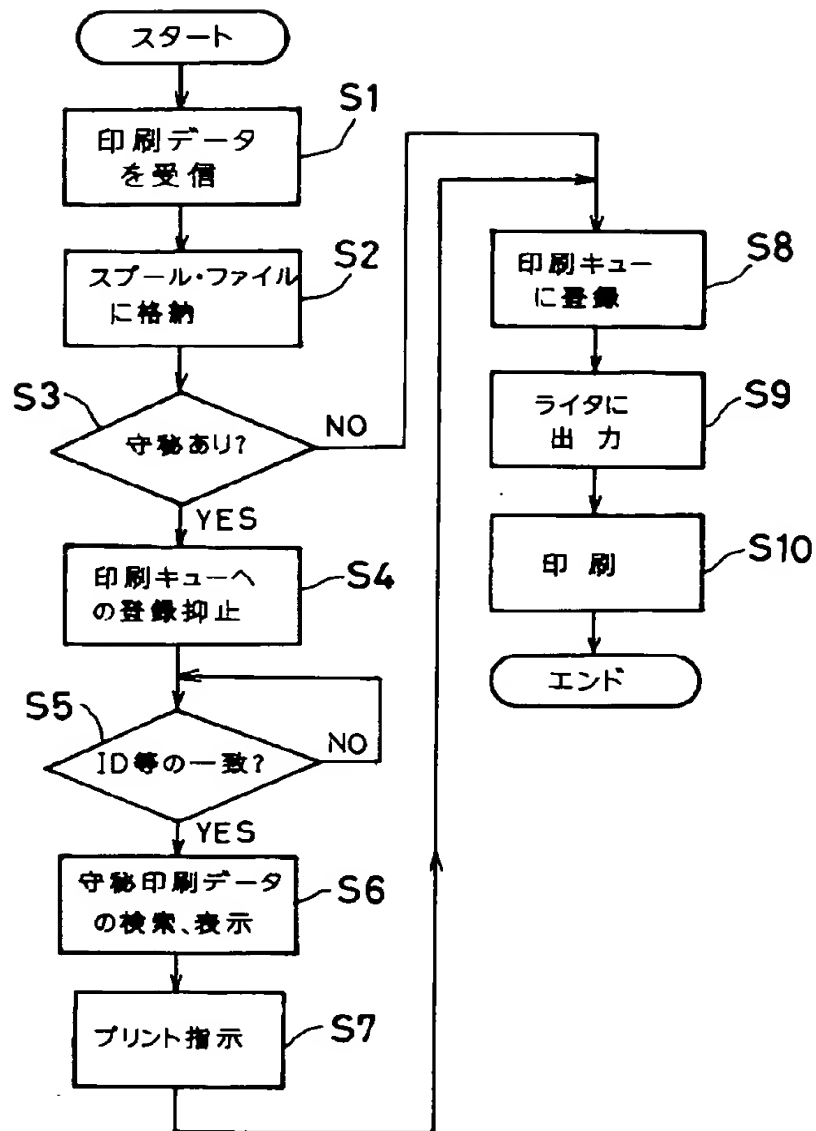 スタート
S1
印刷データ
を受信
S2
スプール・ファイル
に格納
S3
守秘あり?
NO
YES
S4
印刷キューへ
の登録抑止
S5
ID等の一致?
NO
YES
S6
守秘印刷データ
の検索、表示
S7
プリント指示
S8
印刷キュー
に登録
S9
ライタに
出力
S10
印刷
エンド